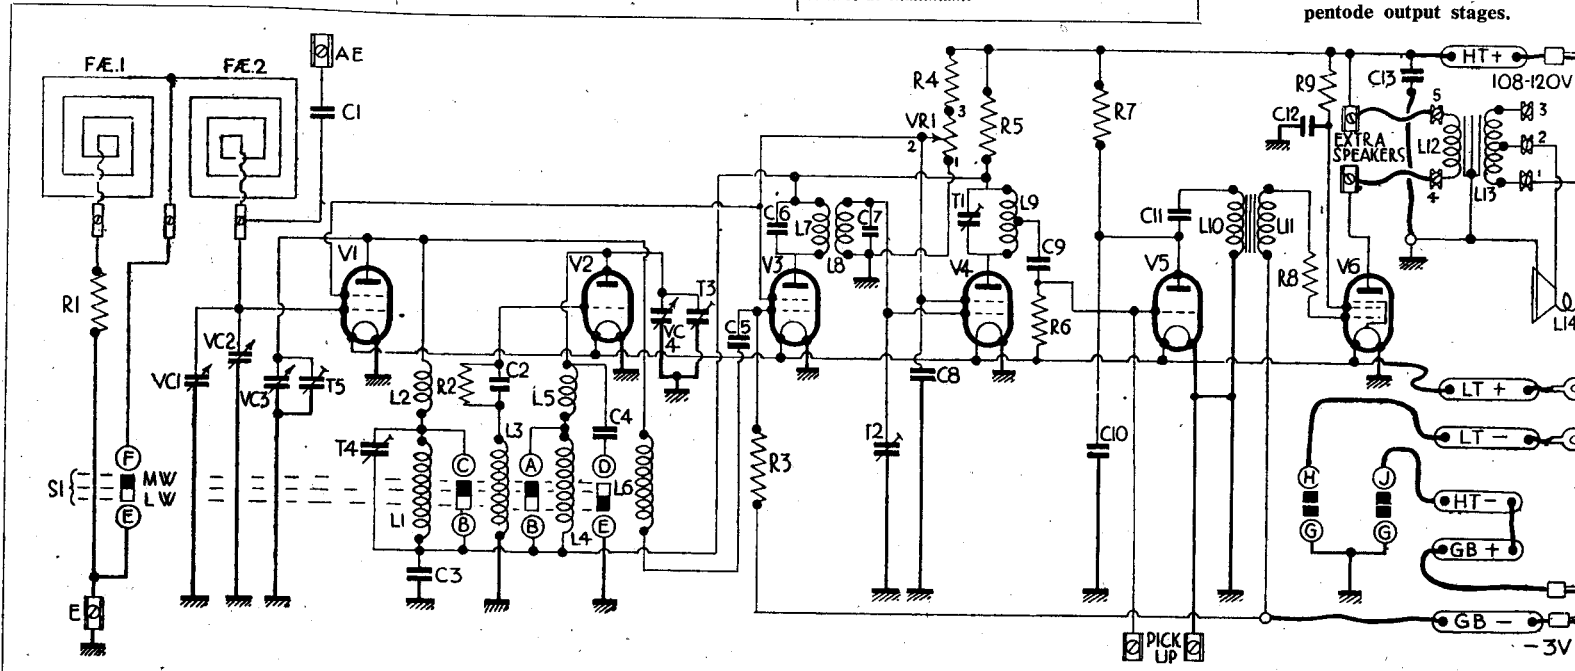 pentode output stages.
FÆ.1
FÆ.2
AE
C1
R4
VR1
3
2
1
R5
R7
R9
C13
HT+
108-120V
C12
5
EXTRA
SPEAKERS
L12
4
L13
3
2
1
C6
L7
L8
C7
T1
L9
C9
C11
L10
L11
V1
V2
V3
V4
V5
V6
R1
VC1
VC2
VC3
T5
VC
4
T3
C5
R6
R8
L14
L2
R2
C2
L5
C4
C8
LT+
LT-
T4
L3
L1
C3
L4
L6
R3
T2
C10
S1
F
MW
LW
E
C
B
A
B
D
E
H
G
J
G
HT-
GB+
GB-
-3V
E
PICK
UP